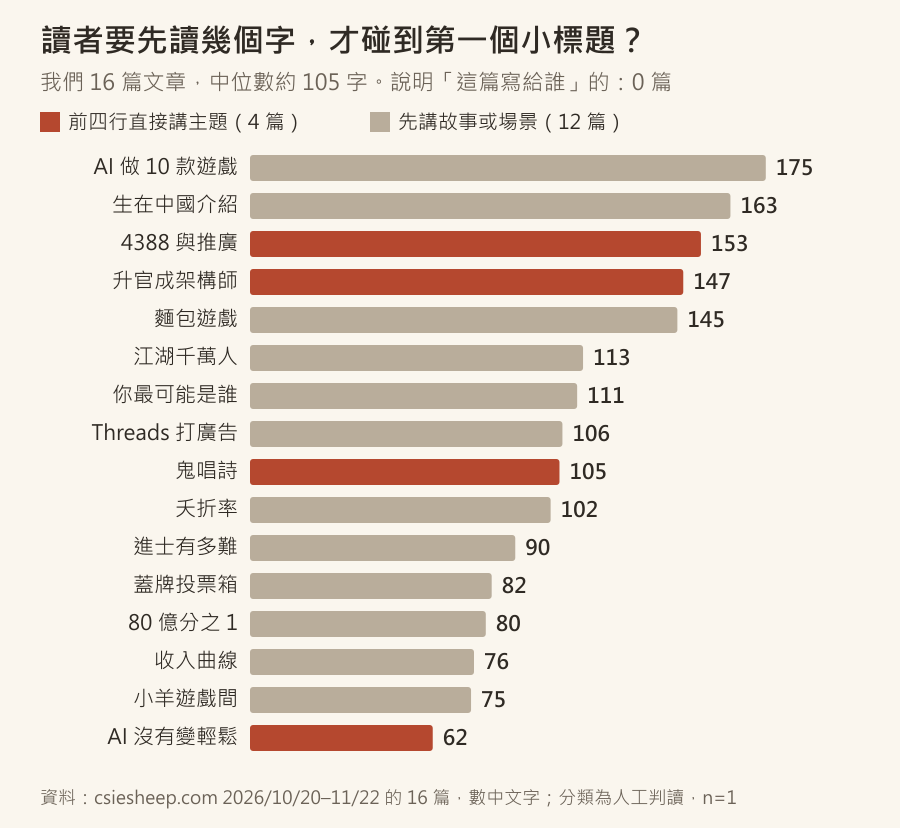 讀者要先讀幾個字，才碰到第一個小標題？
我們 16 篇文章，中位數約 105 字。說明「這篇寫給誰」的：0 篇
前四行直接講主題（4 篇） 先講故事或場景（12 篇）
AI 做 10 款遊戲 175
生在中國介紹 163
4388 與推廣 153
升官成架構師 147
麵包遊戲 145
江湖千萬人 113
你最可能是誰 111
Threads 打廣告 106
鬼唱詩 105
夭折率 102
進士有多難 90
蓋牌投票箱 82
80 億分之 1 80
收入曲線 76
小羊遊戲間 75
AI 沒有變輕鬆 62
資料：csiesheep.com 2026/10/20–11/22 的 16 篇，數中文字；分類為人工判讀，n=1